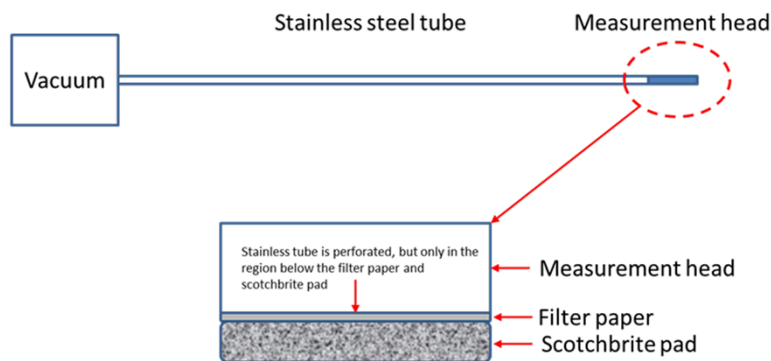 Stainless steel tube
Measurement head
Vacuum
Stainless tube is perforated, but only in the
region below the filter paper and
scotchbrite pad
Measurement head
Filter paper
Scotchbrite pad